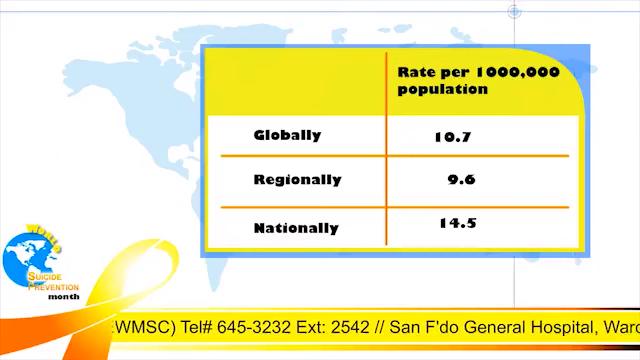 Rate per 1000,000
population
Globally 10.7
Regionally 9.6
Nationally 14.5
WORLD
SUICIDE
PREVENTION
month
EWMSC) Tel# 645-3232 Ext: 2542 // San F'do General Hospital, Ward